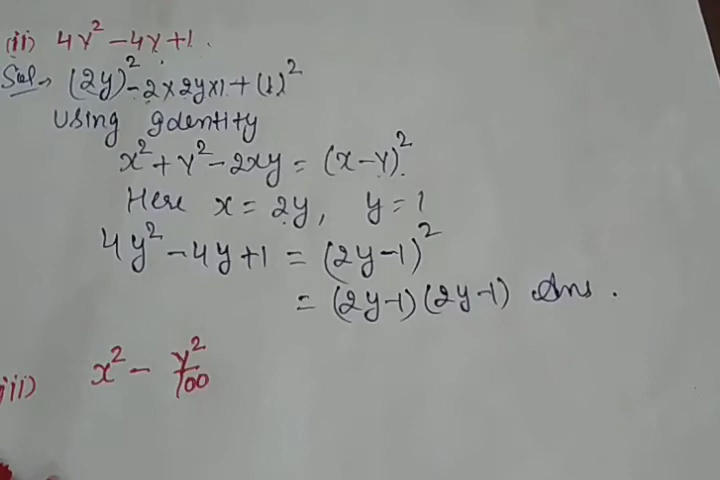 (ii) 4y² - 4y + 1.
Sol→ (2y)² - 2×2y×1 + (1)²
Using gdentity
x² + y² - 2xy = (x-y)².
Here x = 2y, y = 1
4y² - 4y + 1 = (2y-1)²
= (2y-1)(2y-1) Ans.
iii) x² - y²/100